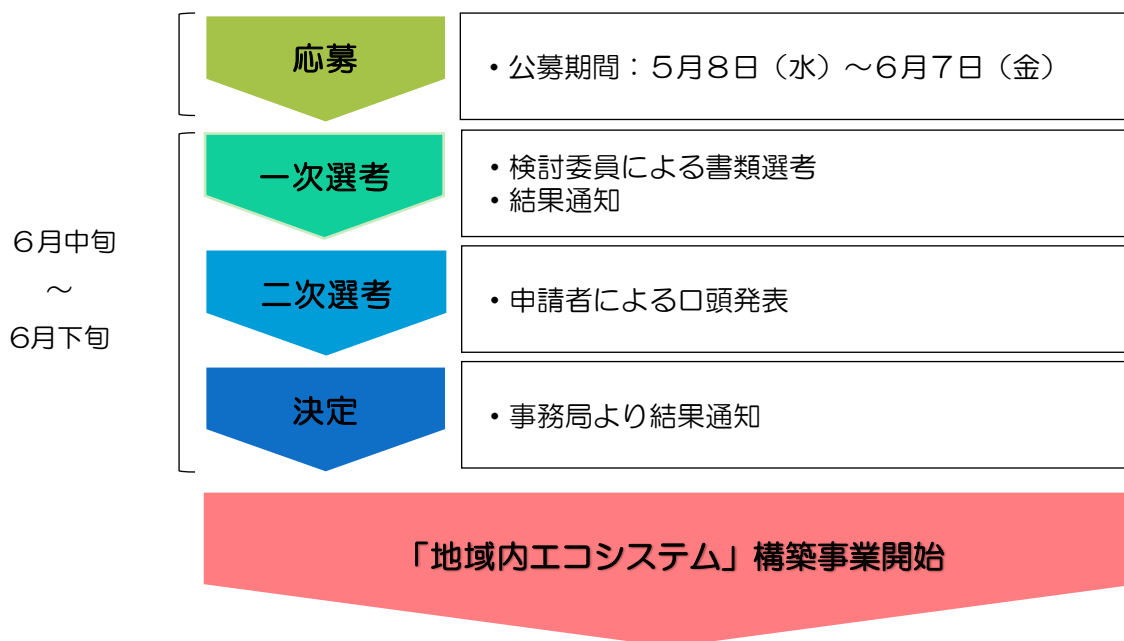 応募
・公募期間：５月８日（水）～６月７日（金）
一次選考
・検討委員による書類選考
・結果通知
６月中旬
～
６月下旬
二次選考
・申請者による口頭発表
決定
・事務局より結果通知
「地域内エコシステム」構築事業開始